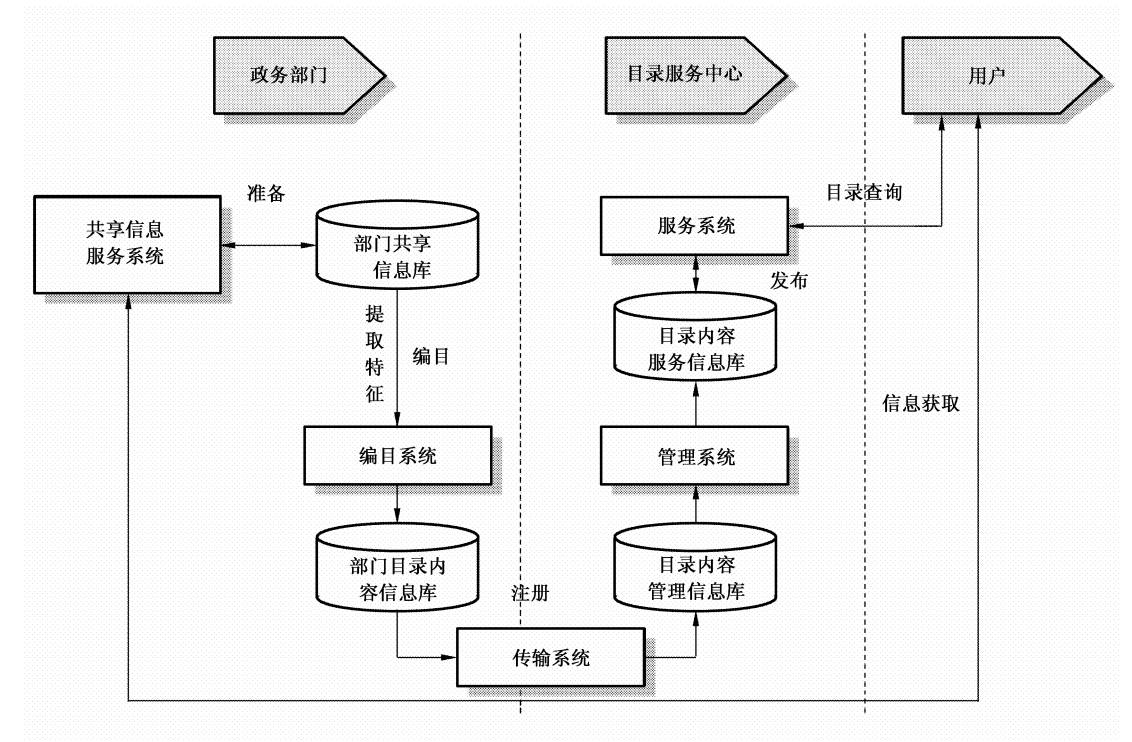 政务部门
目录服务中心
用户
准备
目录查询
共享信息
服务系统
部门共享
信息库
服务系统
发布
提取特征
编目
目录内容
服务信息库
信息获取
编目系统
管理系统
部门目录内
容信息库
目录内容
管理信息库
注册
传输系统